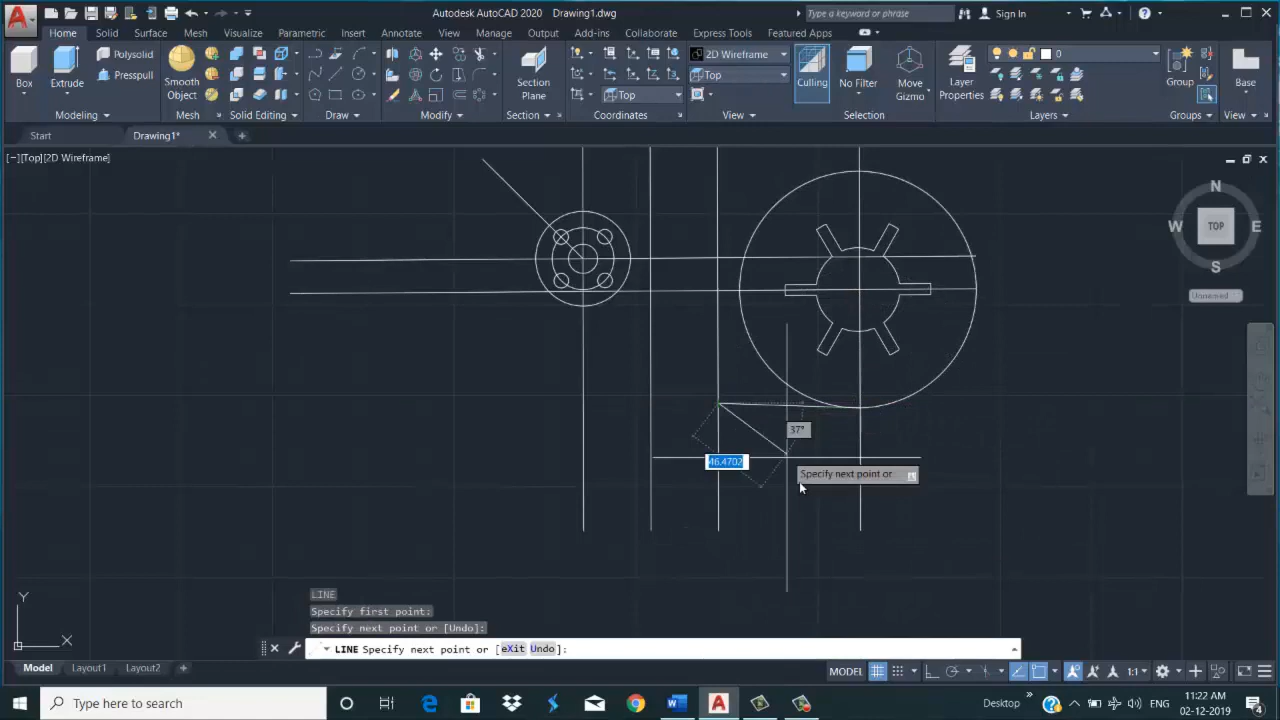 Autodesk AutoCAD 2020 Drawing1.dwg
Type a keyword or phrase
Sign In
Home Solid Surface Mesh Visualize Parametric Insert Annotate View Manage Output Add-ins Collaborate Express Tools Featured Apps
Box
Extrude
Polysolid
Presspull
Smooth
Object
Section
Plane
Top
2D Wireframe
Top
Culling
No Filter
Move
Gizmo
Layer
Properties
0
Group
Base
Modeling Mesh Solid Editing Draw Modify Section Coordinates View Selection Layers Groups View
Start
Drawing1*
[−][Top][2D Wireframe]
N
W TOP E
S
Unnamed
37°
46.4702
Specify next point or
Y
X
LINE
Specify first point:
Specify next point or [Undo]:
LINE Specify next point or [eXit Undo]:
Model Layout1 Layout2
MODEL
1:1
Type here to search
Desktop
ENG
11:22 AM
02-12-2019
4